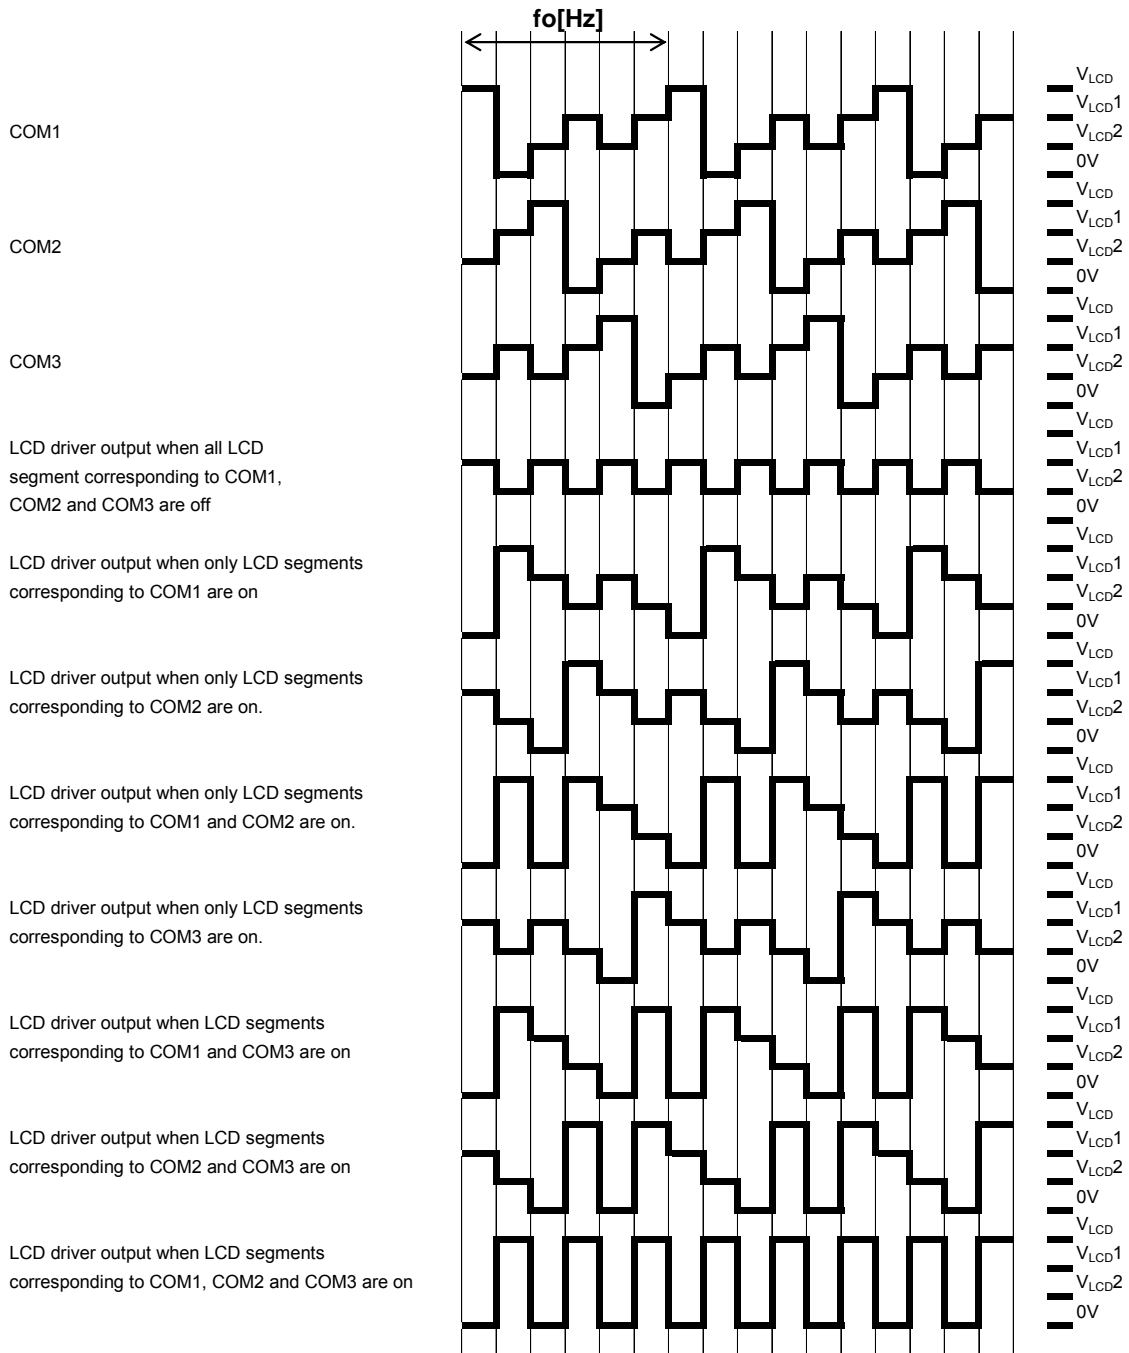 fo[Hz]
COM1
VLCD
VLCD1
VLCD2
0V
COM2
VLCD
VLCD1
VLCD2
0V
COM3
VLCD
VLCD1
VLCD2
0V
LCD driver output when all LCD
segment corresponding to COM1,
COM2 and COM3 are off
VLCD
VLCD1
VLCD2
0V
LCD driver output when only LCD segments
corresponding to COM1 are on
VLCD
VLCD1
VLCD2
0V
LCD driver output when only LCD segments
corresponding to COM2 are on.
VLCD
VLCD1
VLCD2
0V
LCD driver output when only LCD segments
corresponding to COM1 and COM2 are on.
VLCD
VLCD1
VLCD2
0V
LCD driver output when only LCD segments
corresponding to COM3 are on.
VLCD
VLCD1
VLCD2
0V
LCD driver output when LCD segments
corresponding to COM1 and COM3 are on
VLCD
VLCD1
VLCD2
0V
LCD driver output when LCD segments
corresponding to COM2 and COM3 are on
VLCD
VLCD1
VLCD2
0V
LCD driver output when LCD segments
corresponding to COM1, COM2 and COM3 are on
VLCD
VLCD1
VLCD2
0V